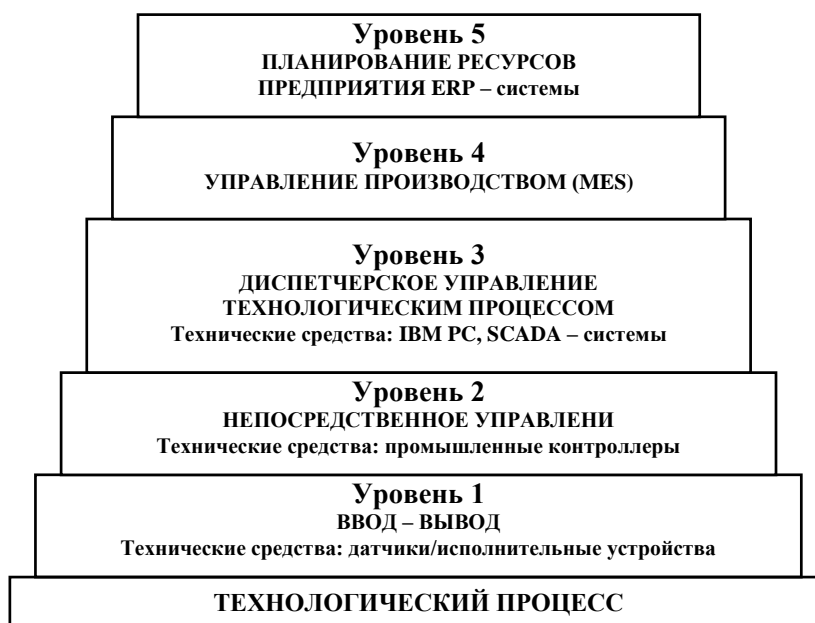 Уровень 5
ПЛАНИРОВАНИЕ РЕСУРСОВ
ПРЕДПРИЯТИЯ ERP – системы
Уровень 4
УПРАВЛЕНИЕ ПРОИЗВОДСТВОМ (MES)
Уровень 3
ДИСПЕТЧЕРСКОЕ УПРАВЛЕНИЕ
ТЕХНОЛОГИЧЕСКИМ ПРОЦЕССОМ
Технические средства: IBM PC, SCADA – системы
Уровень 2
НЕПОСРЕДСТВЕННОЕ УПРАВЛЕНИ
Технические средства: промышленные контроллеры
Уровень 1
ВВОД – ВЫВОД
Технические средства: датчики/исполнительные устройства
ТЕХНОЛОГИЧЕСКИЙ ПРОЦЕСС